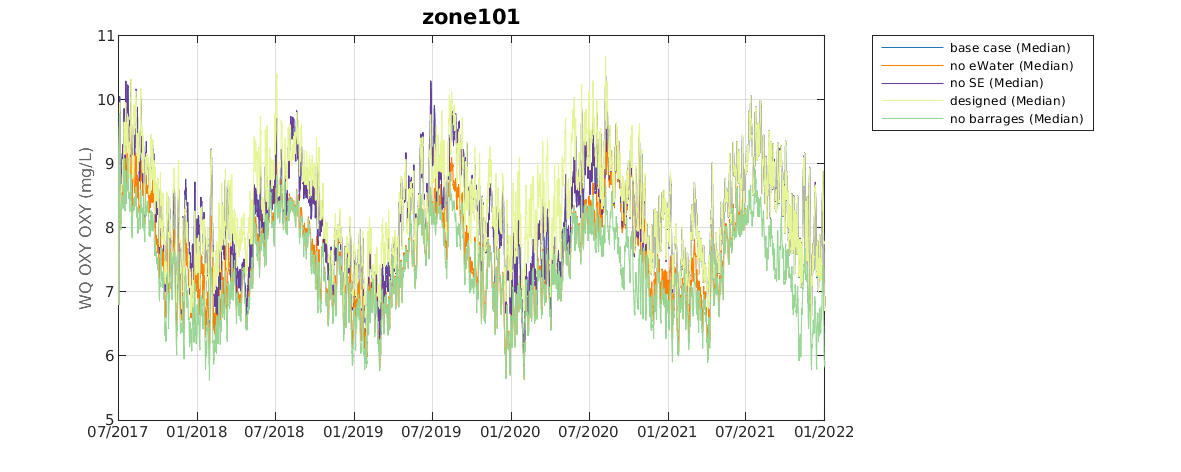 zone101
WQ OXY OXY (mg/L)
11
10
9
8
7
6
5
07/2017 01/2018 07/2018 01/2019 07/2019 01/2020 07/2020 01/2021 07/2021 01/2022
base case (Median)
no eWater (Median)
no SE (Median)
designed (Median)
no barrages (Median)